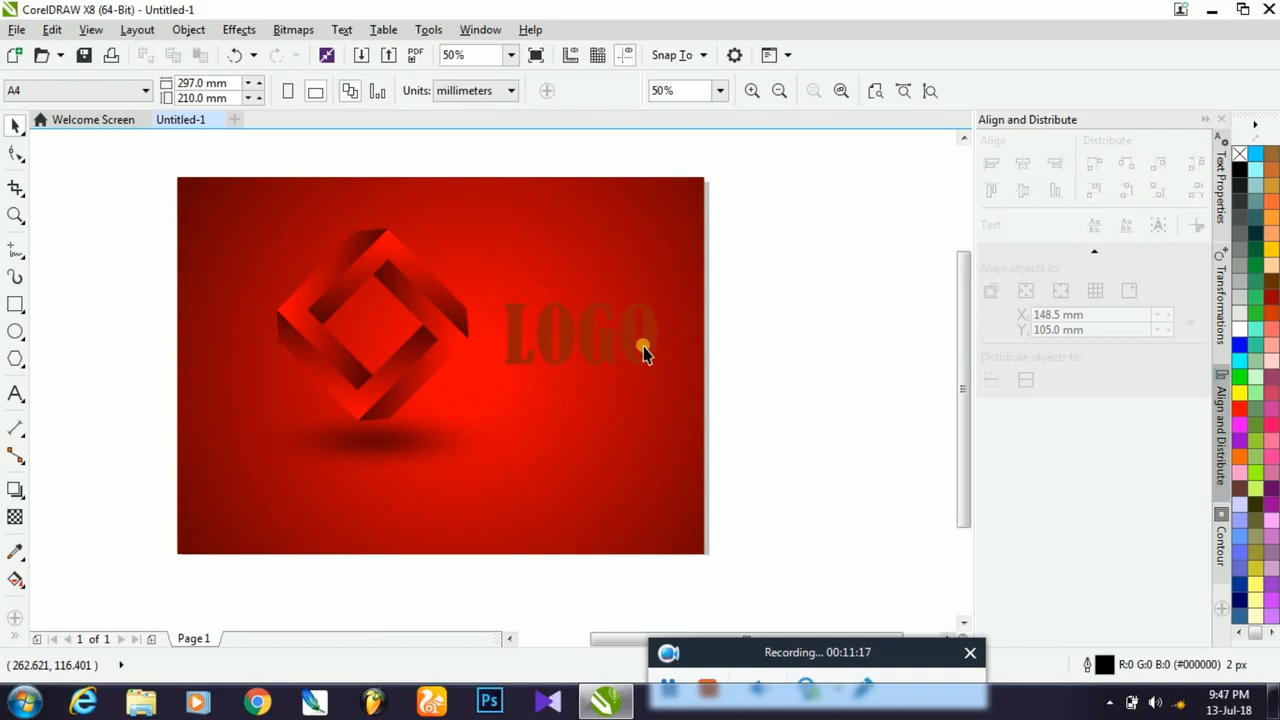 CorelDRAW X8 (64-Bit) - Untitled-1
File Edit View Layout Object Effects Bitmaps Text Table Tools Window Help
PDF 50% Snap To
A4 297.0 mm 210.0 mm Units: millimeters 50%
Welcome Screen Untitled-1
Align and Distribute
Align Distribute
Text
Align objects to:
X: 148.5 mm
Y: 105.0 mm
Distribute objects to:
Text Properties
Transformations
Align and Distribute
Contour
LOGO
1 of 1 Page1
Recording... 00:11:17
( 262.621, 116.401 )
R:0 G:0 B:0 (#000000) 2 px
Ps
9:47 PM
13-Jul-18